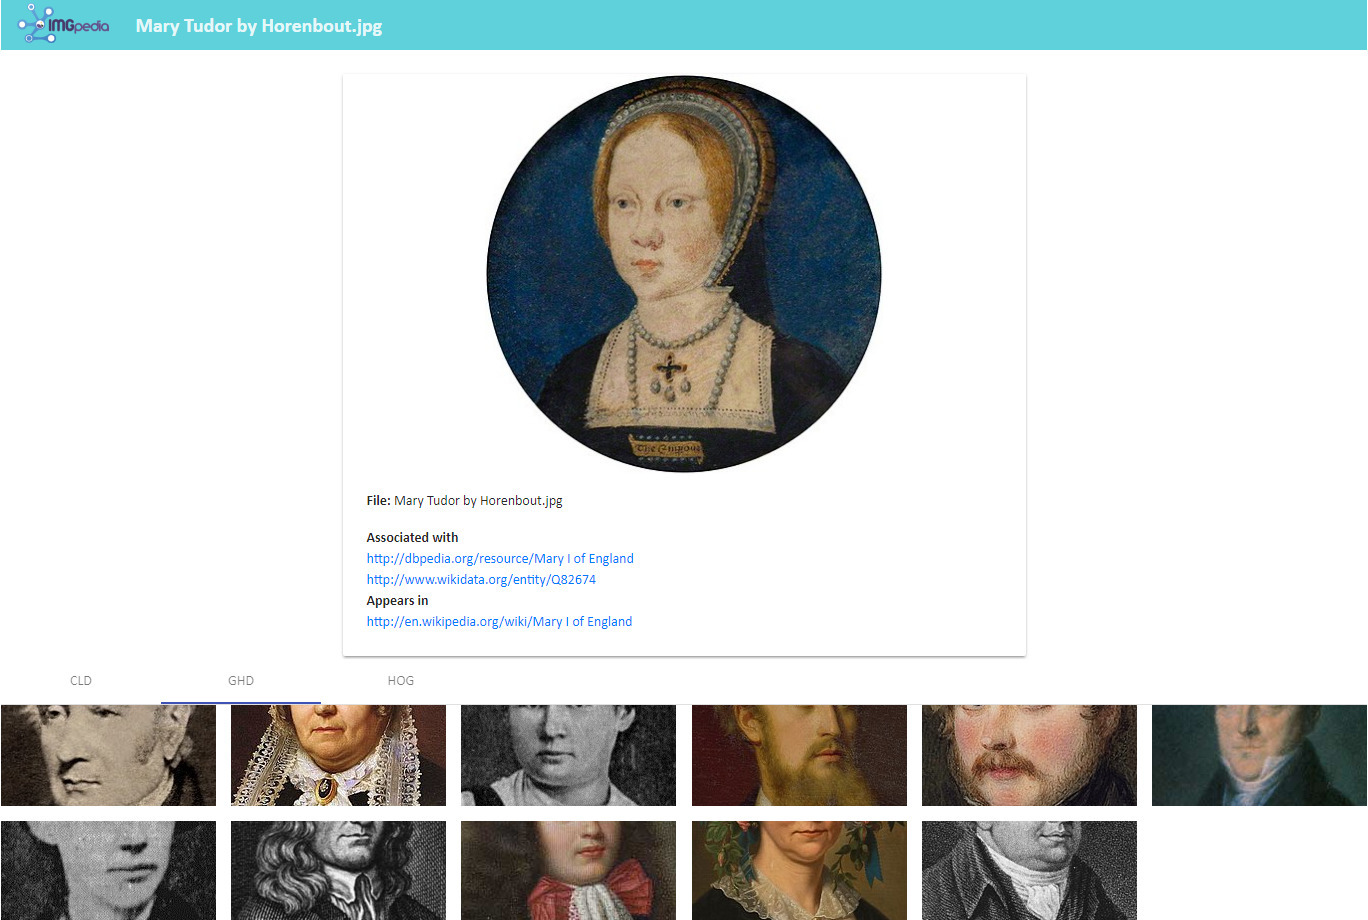 IMGpedia
Mary Tudor by Horenbout.jpg
File: Mary Tudor by Horenbout.jpg
Associated with
http://dbpedia.org/resource/Mary I of England
http://www.wikidata.org/entity/Q82674
Appears in
http://en.wikipedia.org/wiki/Mary I of England
CLD GHD HOG